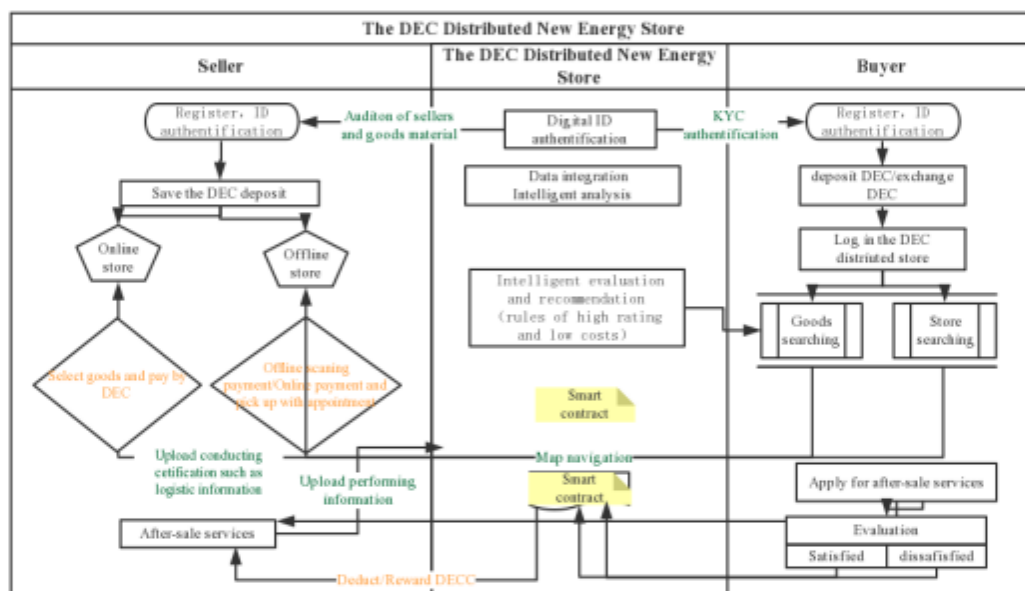 The DEC Distributed New Energy Store
Seller
The DEC Distributed New Energy
Store
Buyer
Register, ID
authentification
Auditon of sellers
and goods material
Digital ID
authentification
KYC
authentification
Register, ID
authentification
Data integration
Intelligent analysis
Save the DEC deposit
deposit DEC/exchange
DEC
Online
store
Offline
store
Log in the DEC
distriuted store
Intelligent evaluation
and recommendation
(rules of high rating
and low costs)
Goods
searching
Store
searching
Select goods and pay by
DEC
Offline scaning
payment/Online payment and
pick up with appointment
Smart
contract
Upload conducting
cetification such as
logistic information
Map navigation
Upload performing
information
Smart
contract
Apply for after-sale services
After-sale services
Evaluation
Satisfied
dissafisfied
Deduct/Reward DECC